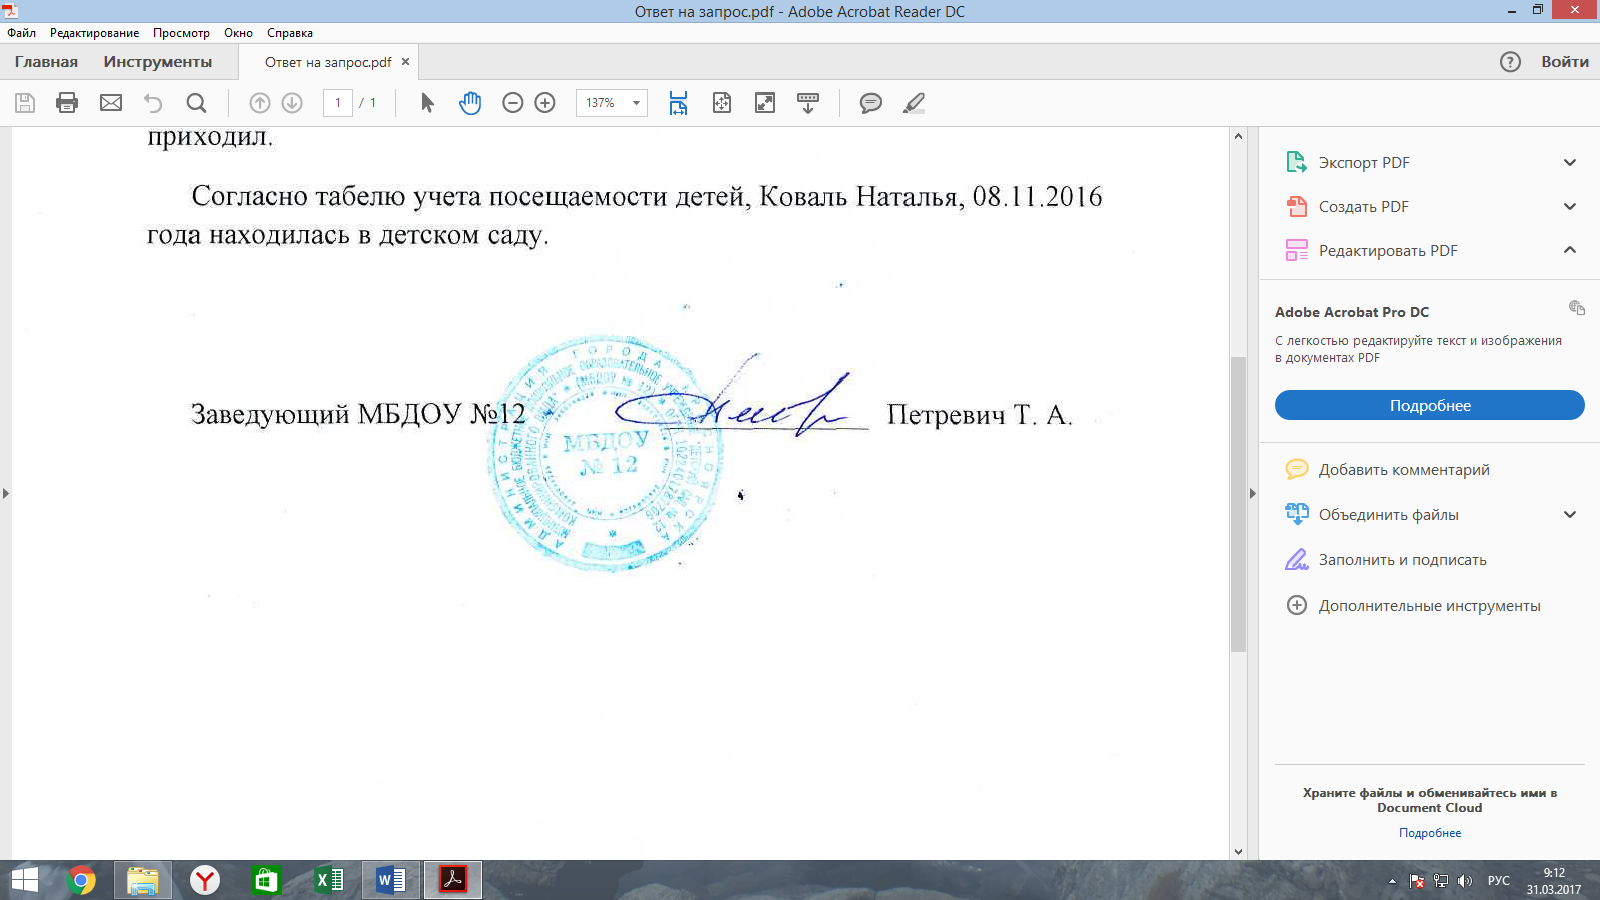 Ответ на запрос.pdf - Adobe Acrobat Reader DC
Файл Редактирование Просмотр Окно Справка
Главная Инструменты Ответ на запрос.pdf × ? Войти
1 / 1 137%
приходил.
Согласно табелю учета посещаемости детей, Коваль Наталья, 08.11.2016
года находилась в детском саду.
Заведующий МБДОУ №12 Петревич Т. А.
МБДОУ
№ 12
Экспорт PDF
Создать PDF
Редактировать PDF
Adobe Acrobat Pro DC
С легкостью редактируйте текст и изображения
в документах PDF
Подробнее
Добавить комментарий
Объединить файлы
Заполнить и подписать
Дополнительные инструменты
Храните файлы и обменивайтесь ими в
Document Cloud
Подробнее
РУС
9:12
31.03.2017